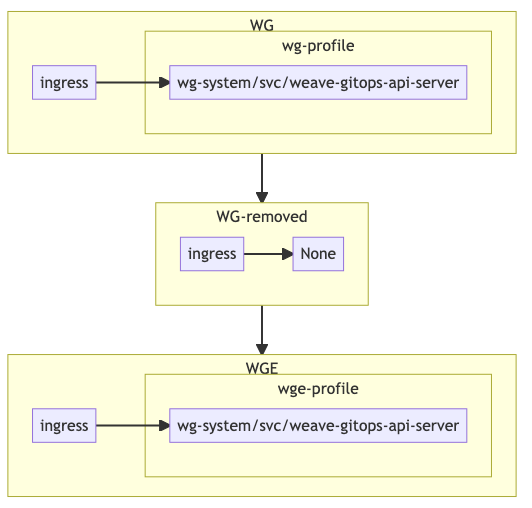 WG
wg-profile
ingress
wg-system/svc/weave-gitops-api-server
WG-removed
ingress
None
WGE
wge-profile
ingress
wg-system/svc/weave-gitops-api-server